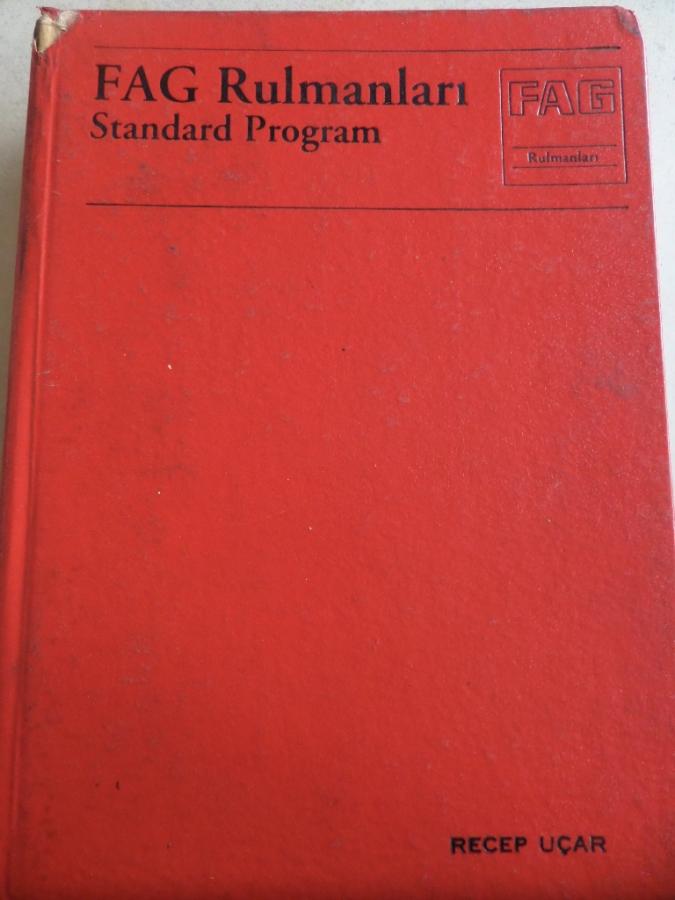 FAG Rulmanları
Standard Program
FAG
Rulmanları
RECEP UÇAR